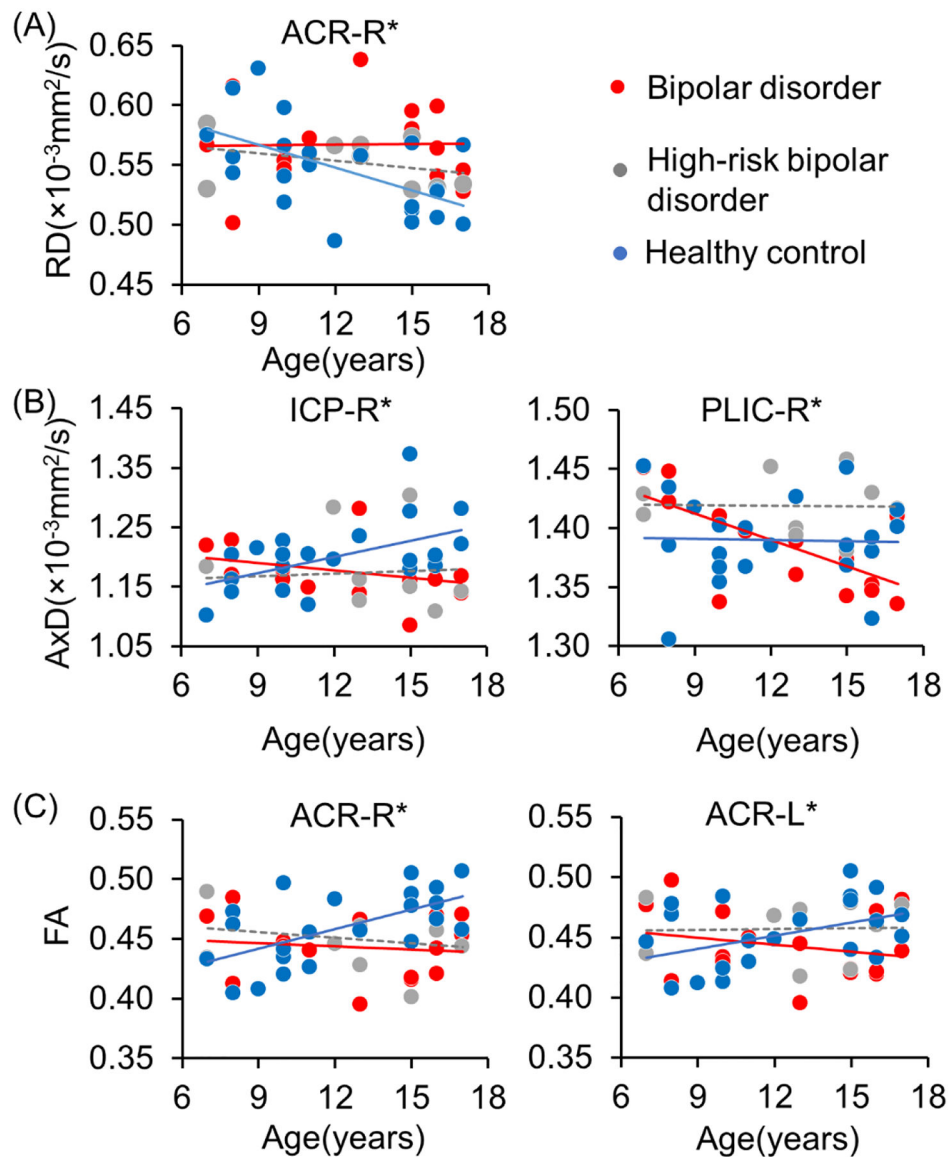 (A)
ACR-R*
RD(×10-³mm²/s)
0.65
0.60
0.55
0.50
0.45
6 9 12 15 18
Age(years)
Bipolar disorder
High-risk bipolar
disorder
Healthy control
(B)
ICP-R*
AxD(×10-³mm²/s)
1.45
1.35
1.25
1.15
1.05
6 9 12 15 18
Age(years)
PLIC-R*
1.50
1.45
1.40
1.35
1.30
6 9 12 15 18
Age(years)
(C)
ACR-R*
FA
0.55
0.50
0.45
0.40
0.35
6 9 12 15 18
Age(years)
ACR-L*
0.55
0.50
0.45
0.40
0.35
6 9 12 15 18
Age(years)